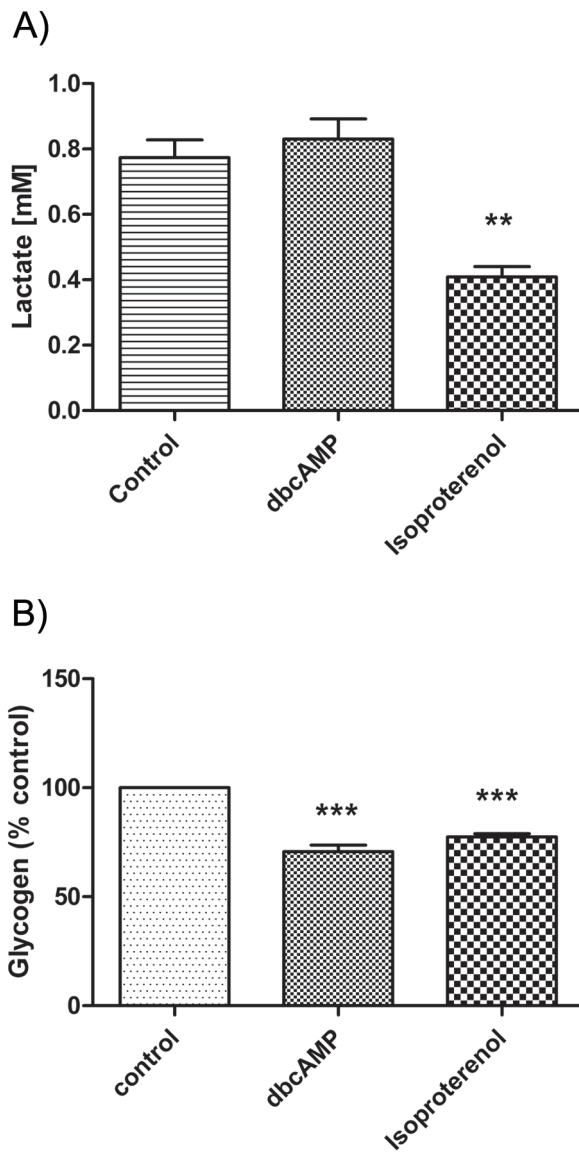 A)
Lactate [mM]
1.0
0.8
0.6
0.4
0.2
0.0
**
Control
dbcAMP
Isoproterenol
B)
Glycogen (% control)
150
100
50
0
***
***
control
dbcAMP
Isoproterenol